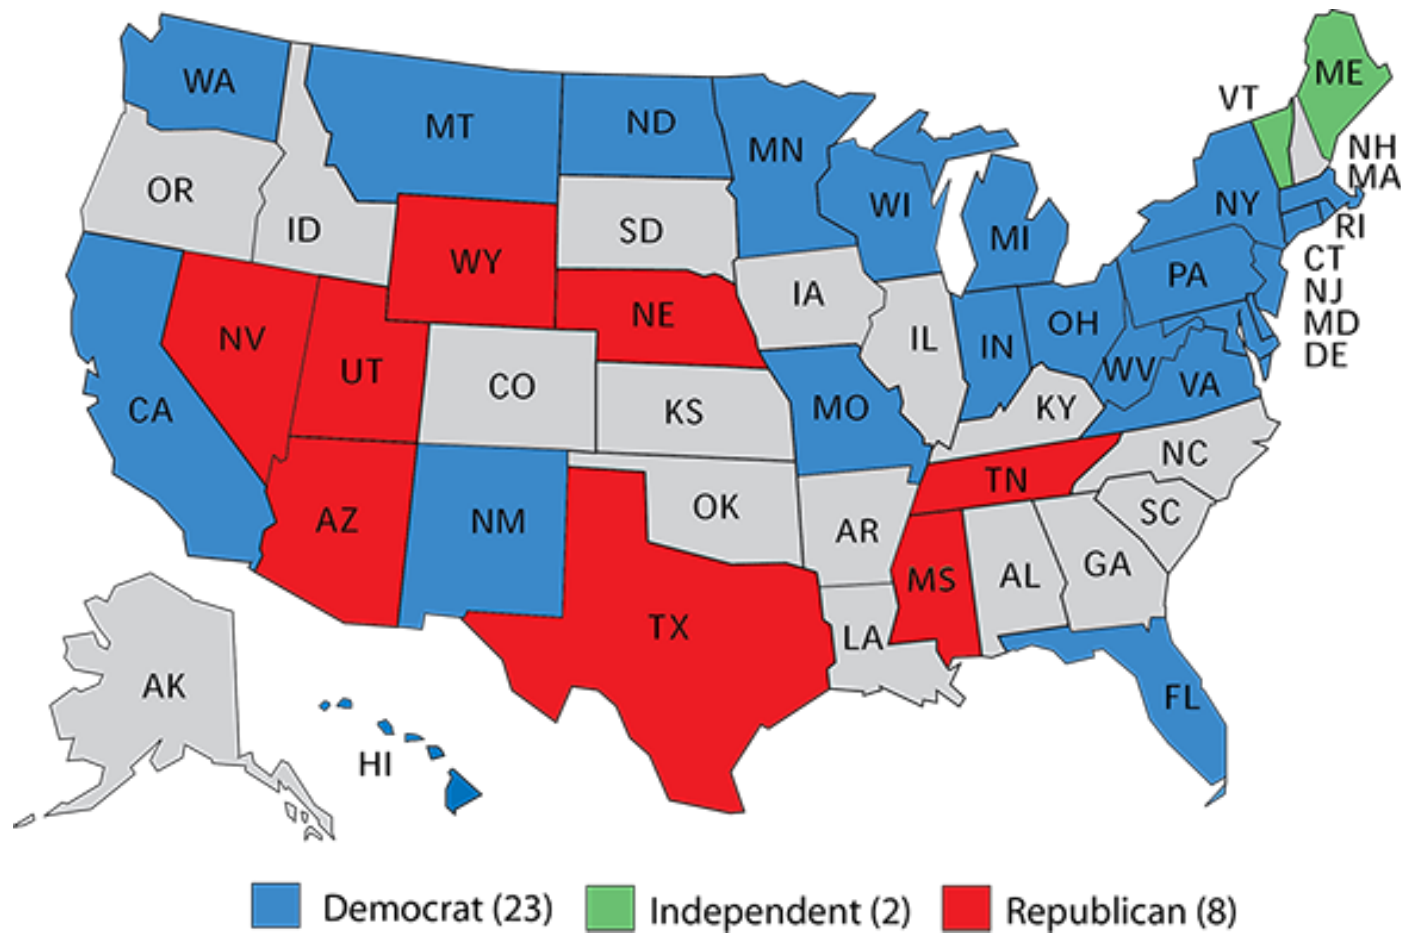 ME
WA
VT
MT
ND
MN
NH
MA
OR
WI
NY
ID
SD
MI
RI
WY
CT
PA
IA
NJ
NE
OH
MD
NV
IL
IN
DE
UT
WV
CO
VA
CA
MO
KY
KS
NC
TN
OK
SC
AZ
NM
AR
GA
MS
AL
TX
LA
AK
FL
HI
Democrat (23)
Independent (2)
Republican (8)